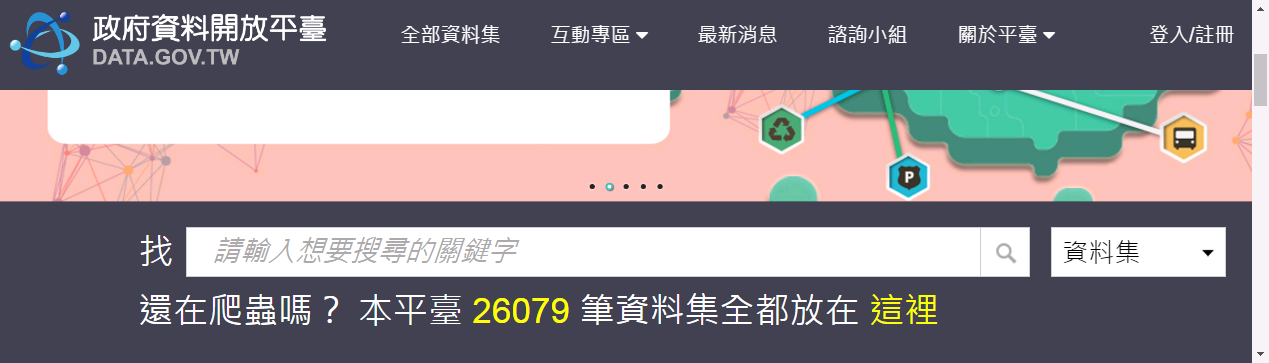 政府資料開放平臺
DATA.GOV.TW
全部資料集 互動專區 最新消息 諮詢小組 關於平臺 登入/註冊
P
找 請輸入想要搜尋的關鍵字 資料集
還在爬蟲嗎？ 本平臺 26079 筆資料集全都放在 這裡